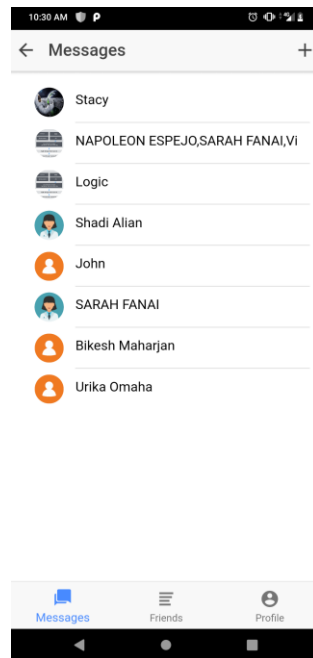 10:30 AM
Messages
Stacy
NAPOLEON ESPEJO,SARAH FANAI,Vi
Logic
Shadi Alian
John
SARAH FANAI
Bikesh Maharjan
Urika Omaha
Messages Friends Profile